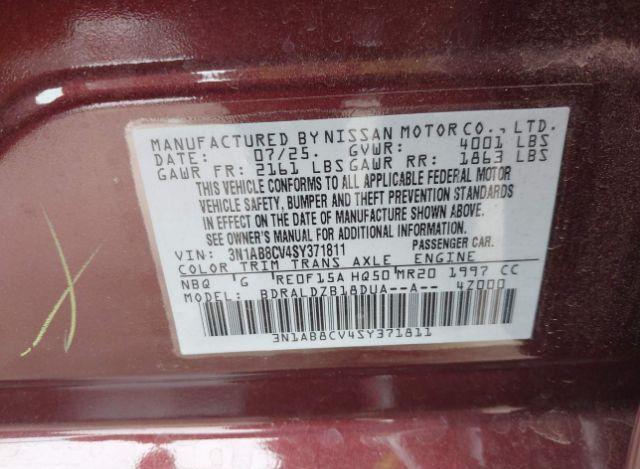 MANUFACTURED BY NISSAN MOTOR CO., LTD.
DATE: 07/25. GVWR: 4001 LBS
GAWR FR: 2161 LBS GAWR RR: 1863 LBS
THIS VEHICLE CONFORMS TO ALL APPLICABLE FEDERAL MOTOR
VEHICLE SAFETY, BUMPER AND THEFT PREVENTION STANDARDS
IN EFFECT ON THE DATE OF MANUFACTURE SHOWN ABOVE.
SEE OWNER'S MANUAL FOR ADDITIONAL INFORMATION.
VIN: 3N1AB8CV4SY371811 PASSENGER CAR.
COLOR TRIM TRANS AXLE ENGINE
NBQ G RE0F15A HQ50 MR20 1997 CC
MODEL: BDRALDZB18DUA--A-- 4Z000
3N1AB8CV4SY371811